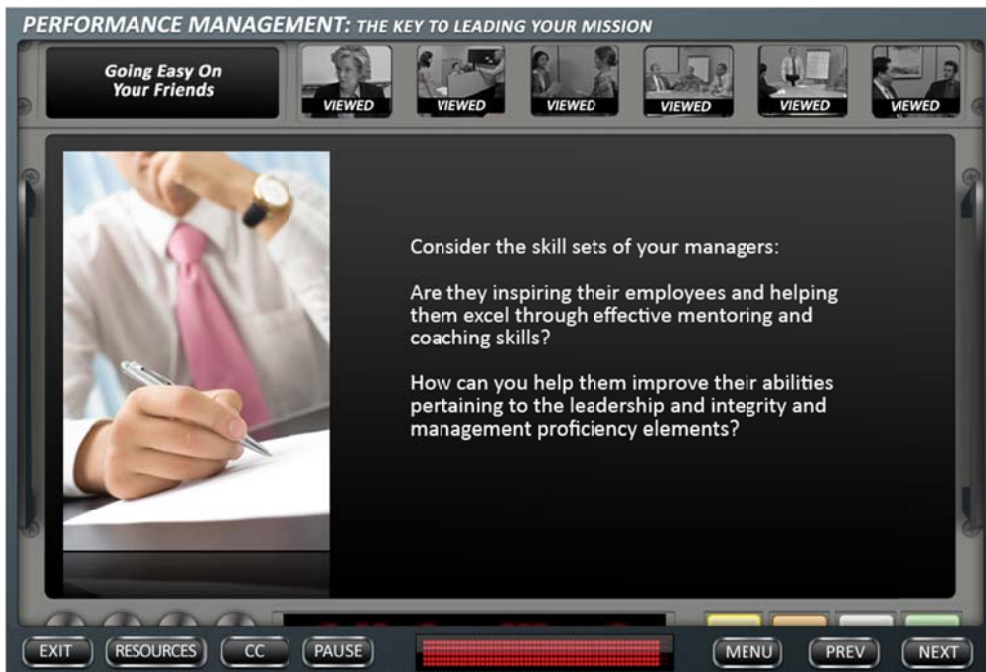 PERFORMANCE MANAGEMENT: THE KEY TO LEADING YOUR MISSION
Going Easy On
Your Friends
VIEWED
VIEWED
VIEWED
VIEWED
VIEWED
VIEWED
Consider the skill sets of your managers:
Are they inspiring their employees and helping
them excel through effective mentoring and
coaching skills?
How can you help them improve their abilities
pertaining to the leadership and integrity and
management proficiency elements?
EXIT
RESOURCES
CC
PAUSE
MENU
PREV
NEXT